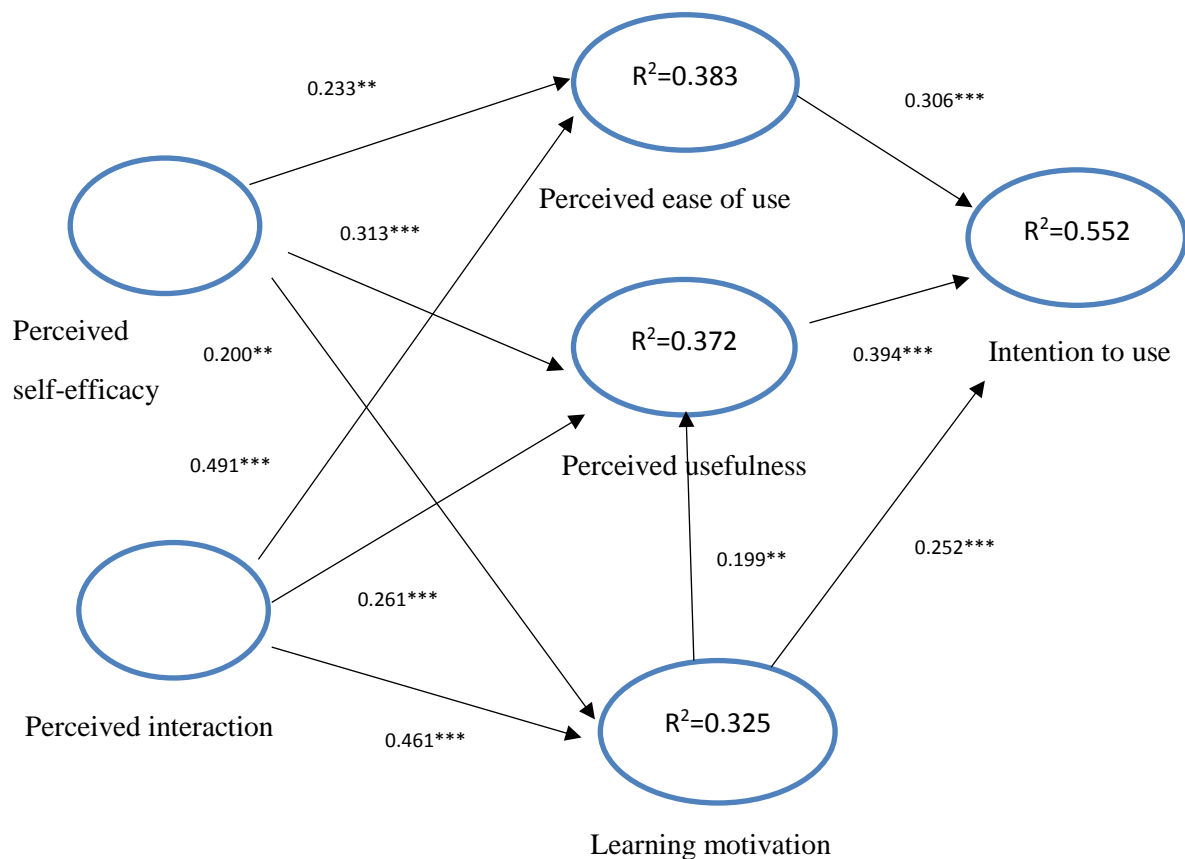 R²=0.383
0.233**
0.306***
Perceived ease of use
0.313***
R²=0.552
Perceived
self-efficacy
0.200**
R²=0.372
0.394***
Intention to use
0.491***
Perceived usefulness
0.199**
0.252***
0.261***
Perceived interaction
0.461***
R²=0.325
Learning motivation